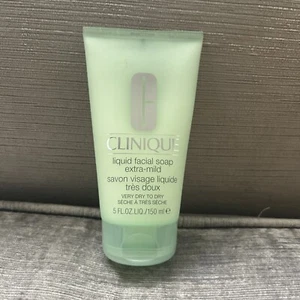 C
CLINIQUE
liquid facial soap
extra-mild
savon visage liquide
très doux
VERY DRY TO DRY
SÈCHE À TRÈS SÈCHE
5 FL.OZ.LIQ./150 ml ℮